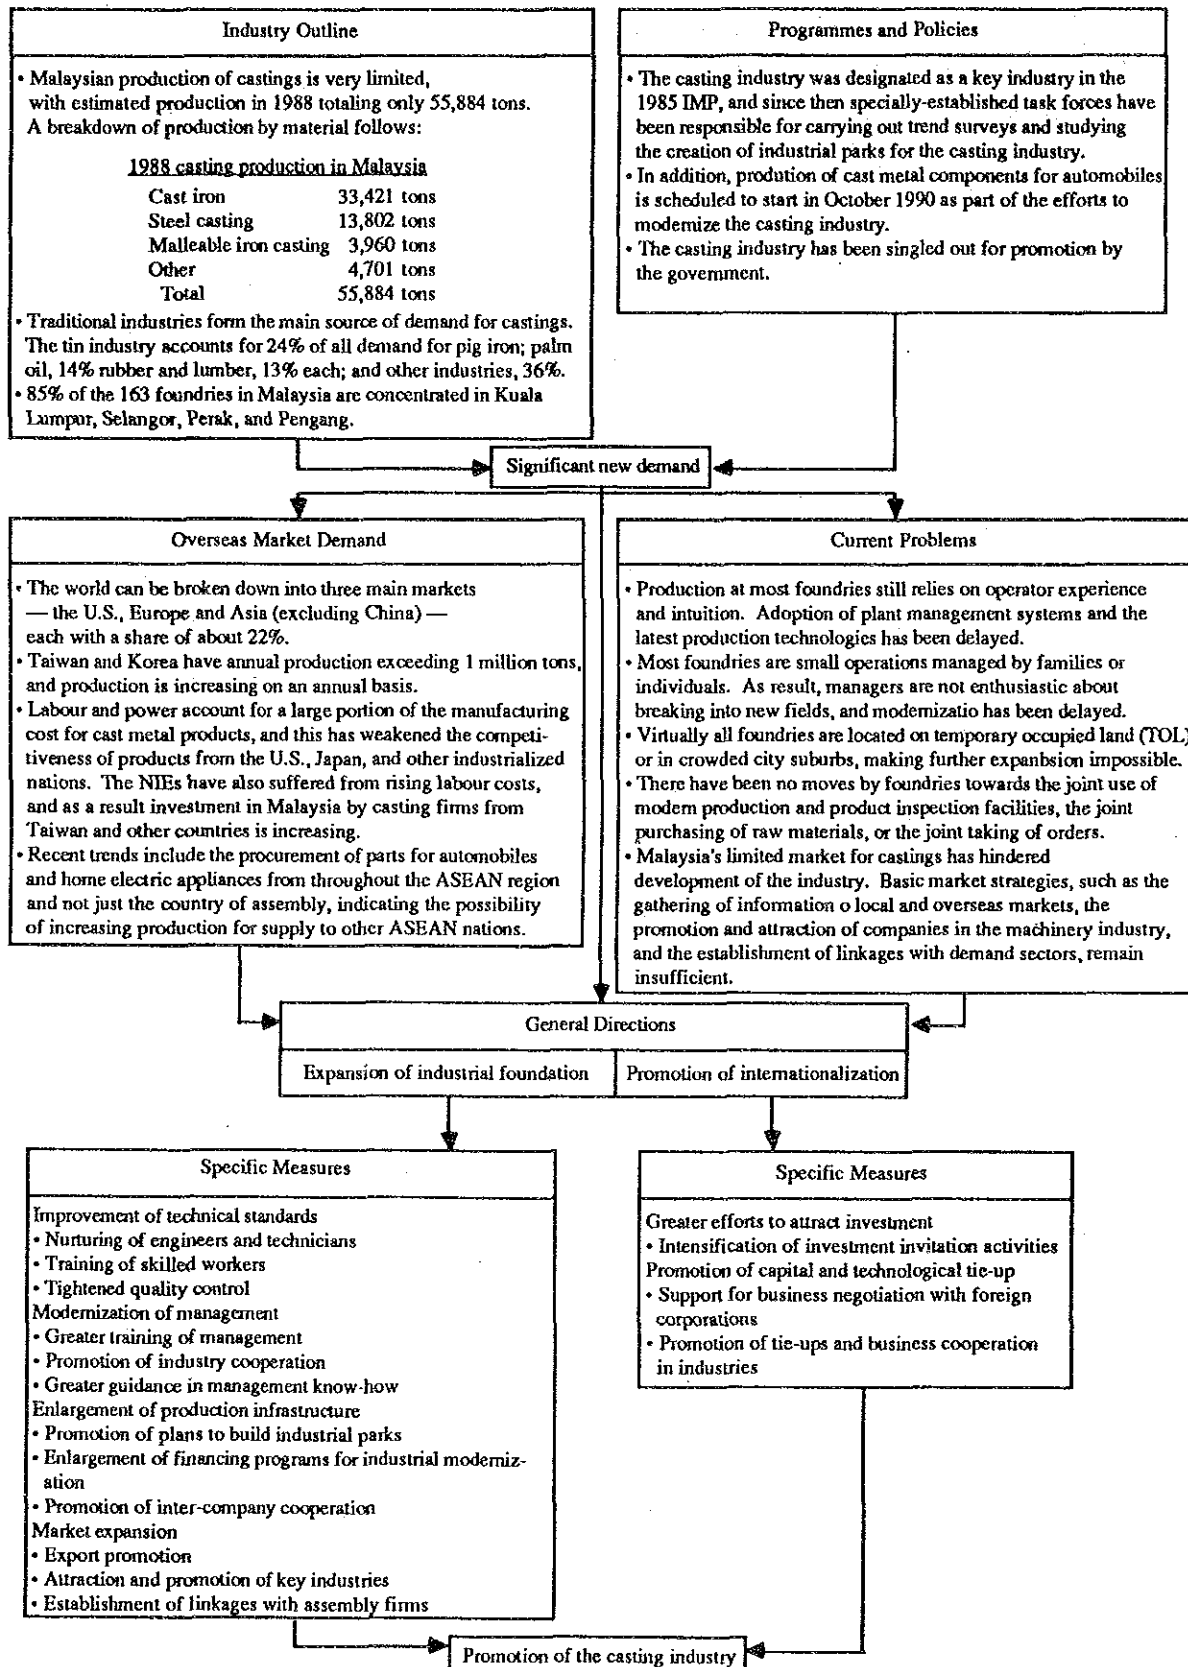 Industry Outline
• Malaysian production of castings is very limited,
with estimated production in 1988 totaling only 55,884 tons.
A breakdown of production by material follows:
1988 casting production in Malaysia
Cast iron 33,421 tons
Steel casting 13,802 tons
Malleable iron casting 3,960 tons
Other 4,701 tons
Total 55,884 tons
• Traditional industries form the main source of demand for castings.
The tin industry accounts for 24% of all demand for pig iron; palm
oil, 14% rubber and lumber, 13% each; and other industries, 36%.
• 85% of the 163 foundries in Malaysia are concentrated in Kuala
Lumpur, Selangor, Perak, and Pengang.
Programmes and Policies
• The casting industry was designated as a key industry in the
1985 IMP, and since then specially-established task forces have
been responsible for carrying out trend surveys and studying
the creation of industrial parks for the casting industry.
• In addition, prodution of cast metal components for automobiles
is scheduled to start in October 1990 as part of the efforts to
modernize the casting industry.
• The casting industry has been singled out for promotion by
the government.
Significant new demand
Overseas Market Demand
• The world can be broken down into three main markets
— the U.S., Europe and Asia (excluding China) —
each with a share of about 22%.
• Taiwan and Korea have annual production exceeding 1 million tons,
and production is increasing on an annual basis.
• Labour and power account for a large portion of the manufacturing
cost for cast metal products, and this has weakened the competi-
tiveness of products from the U.S., Japan, and other industrialized
nations. The NIEs have also suffered from rising labour costs,
and as a result investment in Malaysia by casting firms from
Taiwan and other countries is increasing.
• Recent trends include the procurement of parts for automobiles
and home electric appliances from throughout the ASEAN region
and not just the country of assembly, indicating the possibility
of increasing production for supply to other ASEAN nations.
Current Problems
• Production at most foundries still relies on operator experience
and intuition. Adoption of plant management systems and the
latest production technologies has been delayed.
• Most foundries are small operations managed by families or
individuals. As result, managers are not enthusiastic about
breaking into new fields, and modernizatio has been delayed.
• Virtually all foundries are located on temporary occupied land (TOL)
or in crowded city suburbs, making further expanbsion impossible.
• There have been no moves by foundries towards the joint use of
modern production and product inspection facilities, the joint
purchasing of raw materials, or the joint taking of orders.
• Malaysia's limited market for castings has hindered
development of the industry. Basic market strategies, such as the
gathering of information o local and overseas markets, the
promotion and attraction of companies in the machinery industry,
and the establishment of linkages with demand sectors, remain
insufficient.
General Directions
Expansion of industrial foundation
Promotion of internationalization
Specific Measures
Improvement of technical standards
• Nurturing of engineers and technicians
• Training of skilled workers
• Tightened quality control
Modernization of management
• Greater training of management
• Promotion of industry cooperation
• Greater guidance in management know-how
Enlargement of production infrastructure
• Promotion of plans to build industrial parks
• Enlargement of financing programs for industrial moderniz-
ation
• Promotion of inter-company cooperation
Market expansion
• Export promotion
• Attraction and promotion of key industries
• Establishment of linkages with assembly firms
Specific Measures
Greater efforts to attract investment
• Intensification of investment invitation activities
Promotion of capital and technological tie-up
• Support for business negotiation with foreign
corporations
• Promotion of tie-ups and business cooperation
in industries
Promotion of the casting industry